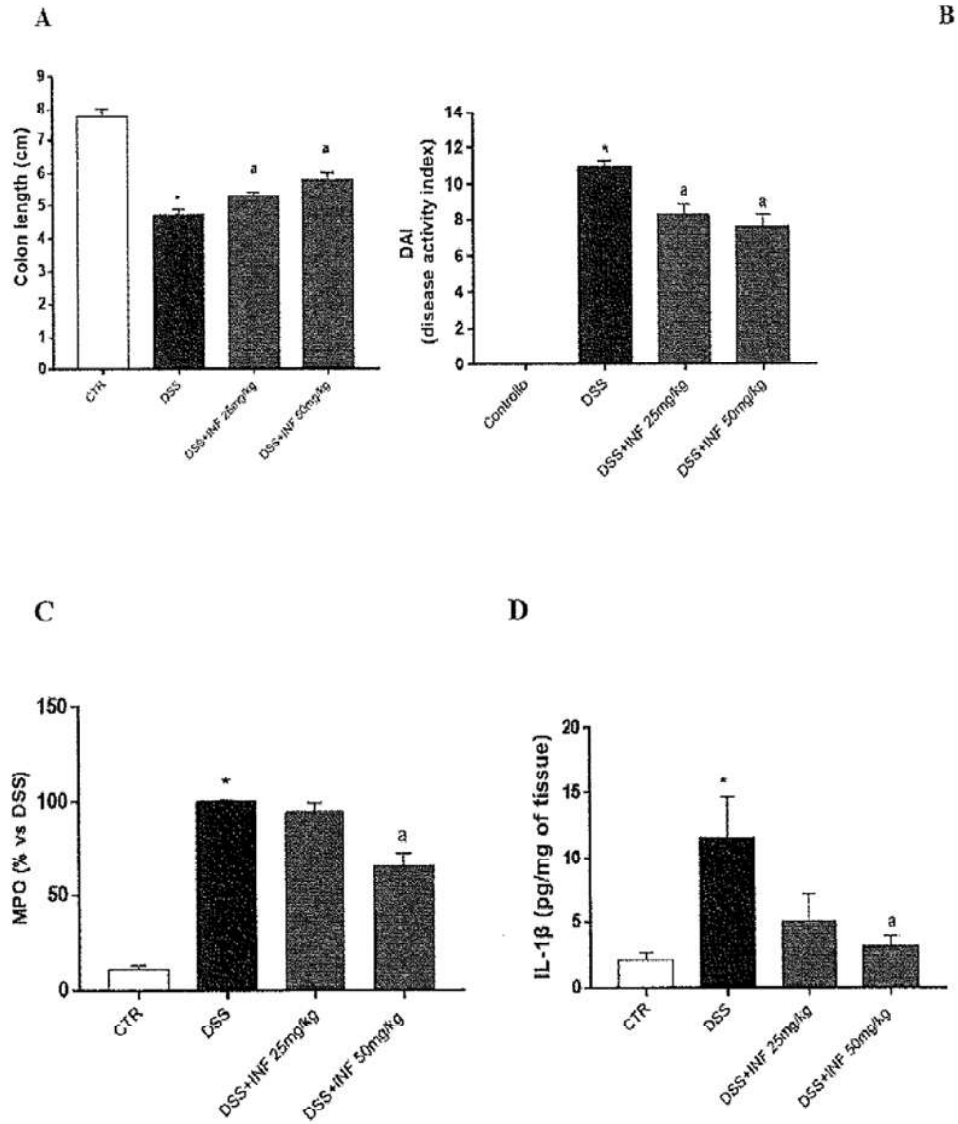 A
B
Colon length (cm)
9
8
7
6
5
4
3
2
1
0
*
a
a
CTR
DSS
DSS+INF 25mg/kg
DSS+INF 50mg/kg
DAI
(disease activity index)
14
12
10
8
6
4
2
0
*
a
a
Controllo
DSS
DSS+INF 25mg/kg
DSS+INF 50mg/kg
C
D
MPO (% vs DSS)
150
100
50
0
*
a
CTR
DSS
DSS+INF 25mg/kg
DSS+INF 50mg/kg
IL-1β (pg/mg of tissue)
20
15
10
5
0
*
a
CTR
DSS
DSS+INF 25mg/kg
DSS+INF 50mg/kg